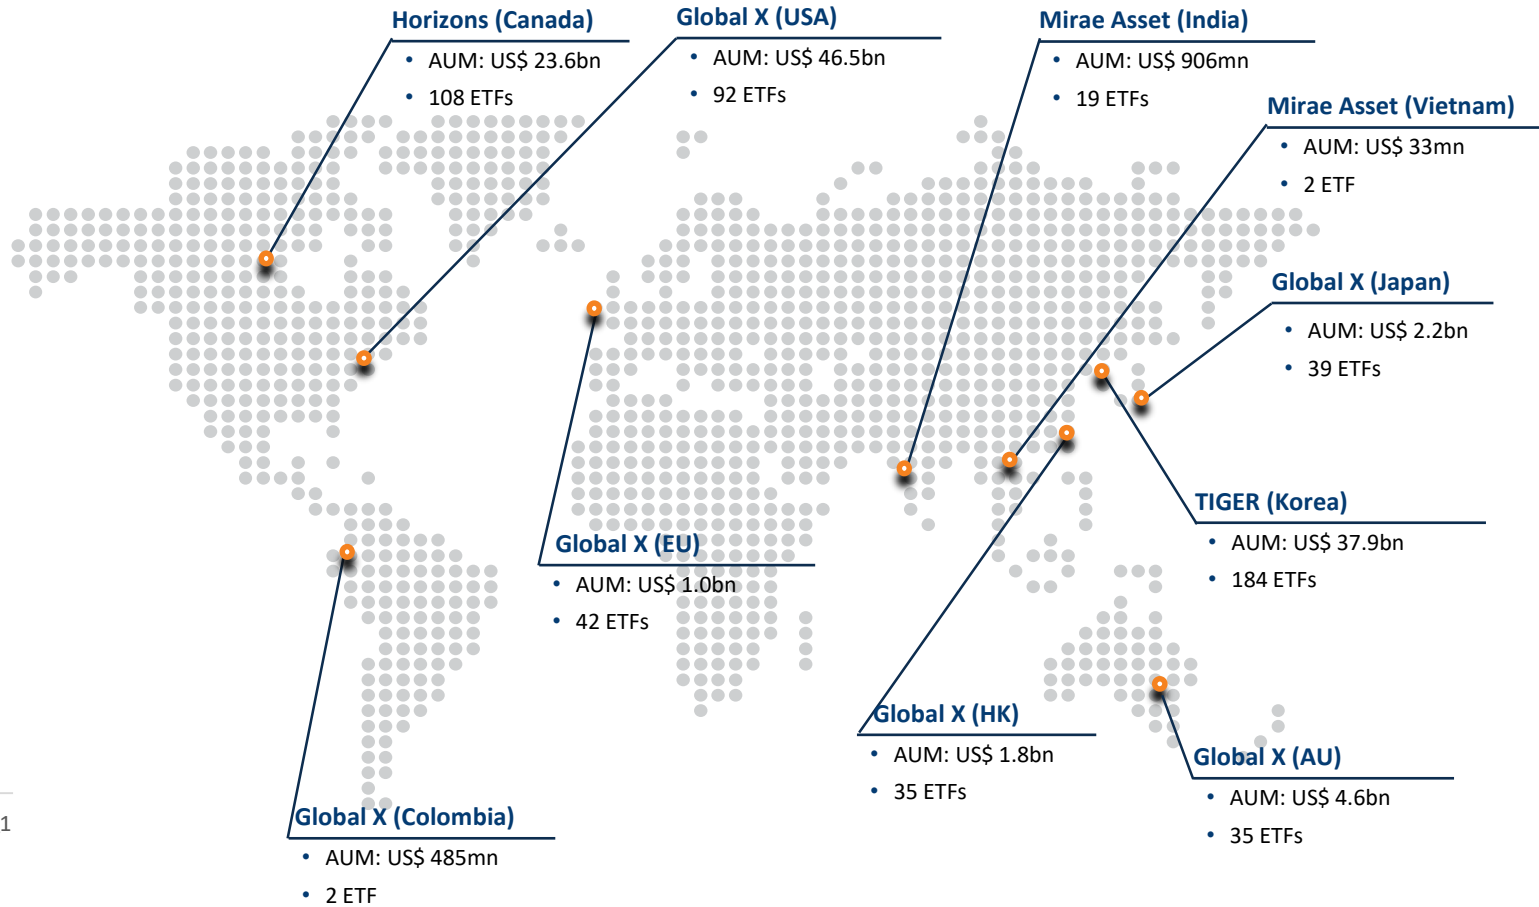 Horizons (Canada)
• AUM: US$ 23.6bn
• 108 ETFs
Global X (USA)
• AUM: US$ 46.5bn
• 92 ETFs
Mirae Asset (India)
• AUM: US$ 906mn
• 19 ETFs
Mirae Asset (Vietnam)
• AUM: US$ 33mn
• 2 ETF
Global X (Japan)
• AUM: US$ 2.2bn
• 39 ETFs
TIGER (Korea)
• AUM: US$ 37.9bn
• 184 ETFs
Global X (EU)
• AUM: US$ 1.0bn
• 42 ETFs
Global X (HK)
• AUM: US$ 1.8bn
• 35 ETFs
Global X (AU)
• AUM: US$ 4.6bn
• 35 ETFs
Global X (Colombia)
• AUM: US$ 485mn
• 2 ETF
1